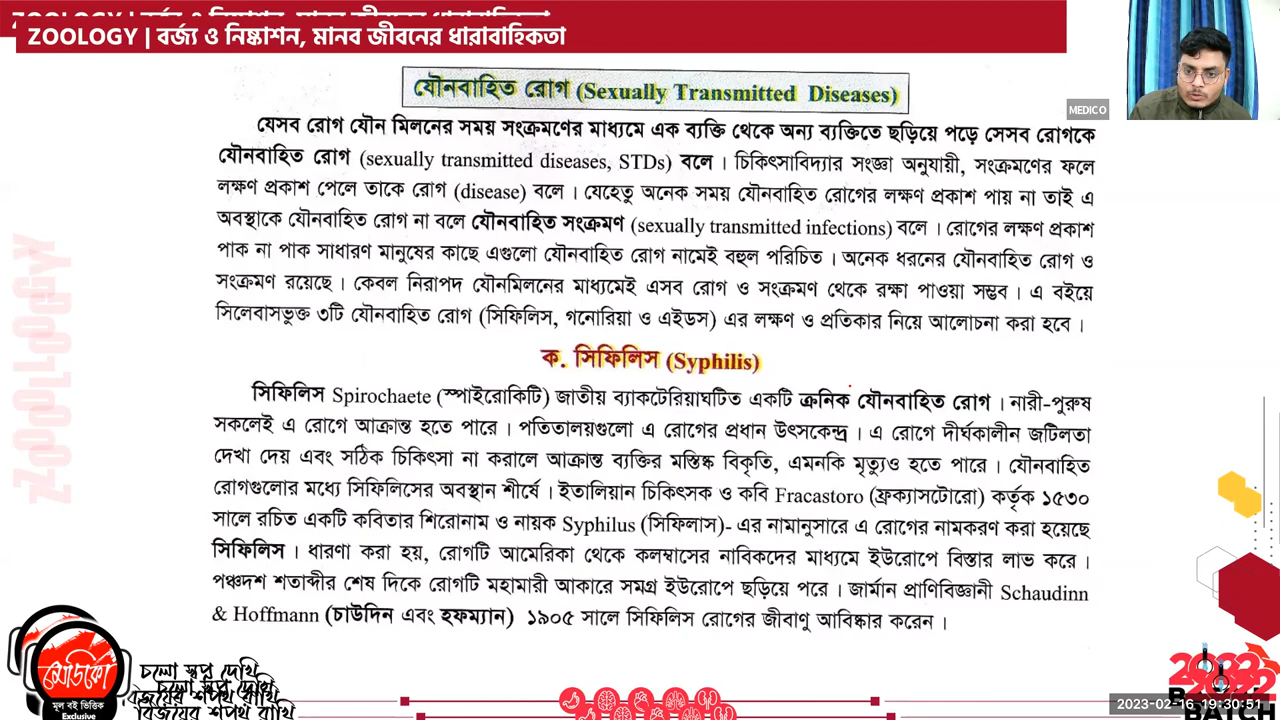 ZOOLOGY | বর্জ্য ও নিষ্কাশন, মানব জীবনের ধারাবাহিকতা
MEDICO
যৌনবাহিত রোগ (Sexually Transmitted Diseases)
যেসব রোগ যৌন মিলনের সময় সংক্রমণের মাধ্যমে এক ব্যক্তি থেকে অন্য ব্যক্তিতে ছড়িয়ে পড়ে সেসব রোগকে
যৌনবাহিত রোগ (sexually transmitted diseases, STDs) বলে। চিকিৎসাবিদ্যার সংজ্ঞা অনুযায়ী, সংক্রমণের ফলে
লক্ষণ প্রকাশ পেলে তাকে রোগ (disease) বলে। যেহেতু অনেক সময় যৌনবাহিত রোগের লক্ষণ প্রকাশ পায় না তাই এ
অবস্থাকে যৌনবাহিত রোগ না বলে যৌনবাহিত সংক্রমণ (sexually transmitted infections) বলে। রোগের লক্ষণ প্রকাশ
পাক না পাক সাধারণ মানুষের কাছে এগুলো যৌনবাহিত রোগ নামেই বহুল পরিচিত। অনেক ধরনের যৌনবাহিত রোগ ও
সংক্রমণ রয়েছে। কেবল নিরাপদ যৌনমিলনের মাধ্যমেই এসব রোগ ও সংক্রমণ থেকে রক্ষা পাওয়া সম্ভব। এ বইয়ে
সিলেবাসভুক্ত ৩টি যৌনবাহিত রোগ (সিফিলিস, গনোরিয়া ও এইডস) এর লক্ষণ ও প্রতিকার নিয়ে আলোচনা করা হবে।
ক. সিফিলিস (Syphilis)
সিফিলিস Spirochaete (স্পাইরোকিটি) জাতীয় ব্যাকটেরিয়াঘটিত একটি ক্রনিক যৌনবাহিত রোগ। নারী-পুরুষ
সকলেই এ রোগে আক্রান্ত হতে পারে। পতিতালয়গুলো এ রোগের প্রধান উৎসকেন্দ্র। এ রোগে দীর্ঘকালীন জটিলতা
দেখা দেয় এবং সঠিক চিকিৎসা না করালে আক্রান্ত ব্যক্তির মস্তিষ্ক বিকৃতি, এমনকি মৃত্যুও হতে পারে। যৌনবাহিত
রোগগুলোর মধ্যে সিফিলিসের অবস্থান শীর্ষে। ইতালিয়ান চিকিৎসক ও কবি Fracastoro (ফ্রক্যাসটোরো) কর্তৃক ১৫৩০
সালে রচিত একটি কবিতার শিরোনাম ও নায়ক Syphilus (সিফিলাস)- এর নামানুসারে এ রোগের নামকরণ করা হয়েছে
সিফিলিস। ধারণা করা হয়, রোগটি আমেরিকা থেকে কলম্বাসের নাবিকদের মাধ্যমে ইউরোপে বিস্তার লাভ করে।
পঞ্চদশ শতাব্দীর শেষ দিকে রোগটি মহামারী আকারে সমগ্র ইউরোপে ছড়িয়ে পরে। জার্মান প্রাণিবিজ্ঞানী Schaudinn
& Hoffmann (চাউদিন এবং হফম্যান) ১৯০৫ সালে সিফিলিস রোগের জীবাণু আবিষ্কার করেন।
ZOOLOGY
মেডিকো
মূল বই ভিত্তিক
Exclusive
চলো স্বপ্ন দেখি
বিজয়ের শপথ রাখি
2023-02-16 19:30:51
BATCH